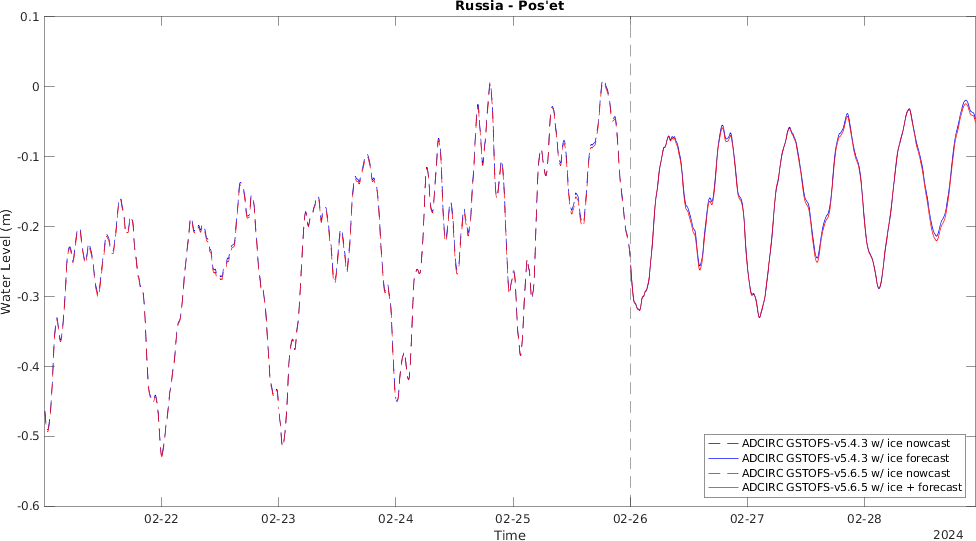 Russia - Pos'et
Water Level (m)
0.1
0
-0.1
-0.2
-0.3
-0.4
-0.5
-0.6
ADCIRC GSTOFS-v5.4.3 w/ ice nowcast
ADCIRC GSTOFS-v5.4.3 w/ ice forecast
ADCIRC GSTOFS-v5.6.5 w/ ice nowcast
ADCIRC GSTOFS-v5.6.5 w/ ice + forecast
02-22 02-23 02-24 02-25 02-26 02-27 02-28
Time
2024